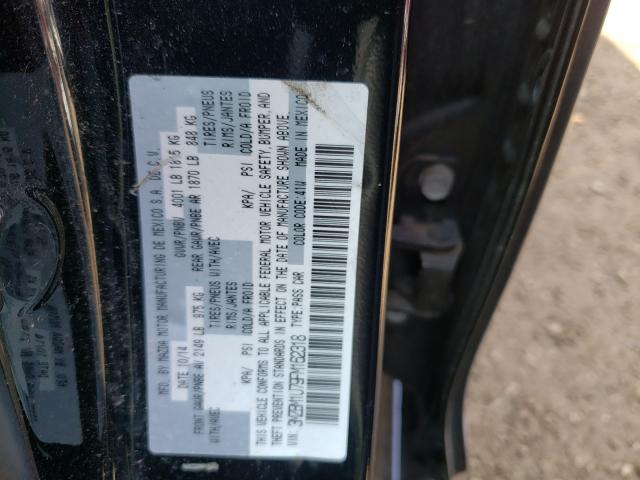 MFD. BY MAZDA MOTOR MANUFACTURING DE MEXICO S.A. DE C.V.
DATE: 10/14 GVWR/PNBV 4001 LB 1815 KG
FRONT GAWR/PNBE AV 2149 LB 975 KG REAR GAWR/PNBE AR 1870 LB 848 KG
WITH/AVEC TIRES/PNEUS WITH/AVEC TIRES/PNEUS
RIMS/JANTES RIMS/JANTES
KPA/ PSI COLD/A FROID KPA/ PSI COLD/A FROID
THIS VEHICLE CONFORMS TO ALL APPLICABLE FEDERAL MOTOR VEHICLE SAFETY, BUMPER, AND
THEFT PREVENTION STANDARDS IN EFFECT ON THE DATE OF MANUFACTURE SHOWN ABOVE
VIN: 3MZBM1U79FM162318 TYPE:PASS CAR COLOR CODE:41W MADE IN MEXICO